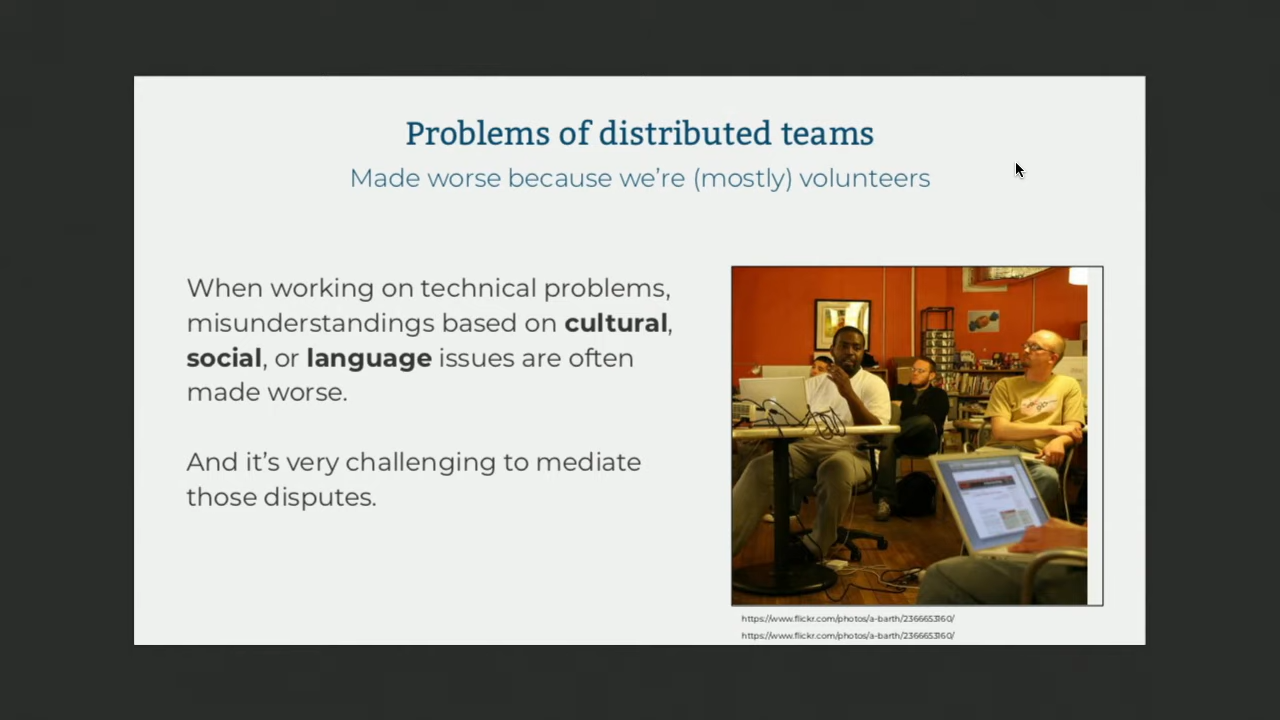 Problems of distributed teams
Made worse because we're (mostly) volunteers
When working on technical problems,
misunderstandings based on cultural,
social, or language issues are often
made worse.
And it's very challenging to mediate
those disputes.
https://www.flickr.com/photos/a-barth/2366653160/
https://www.flickr.com/photos/a-barth/2366653160/